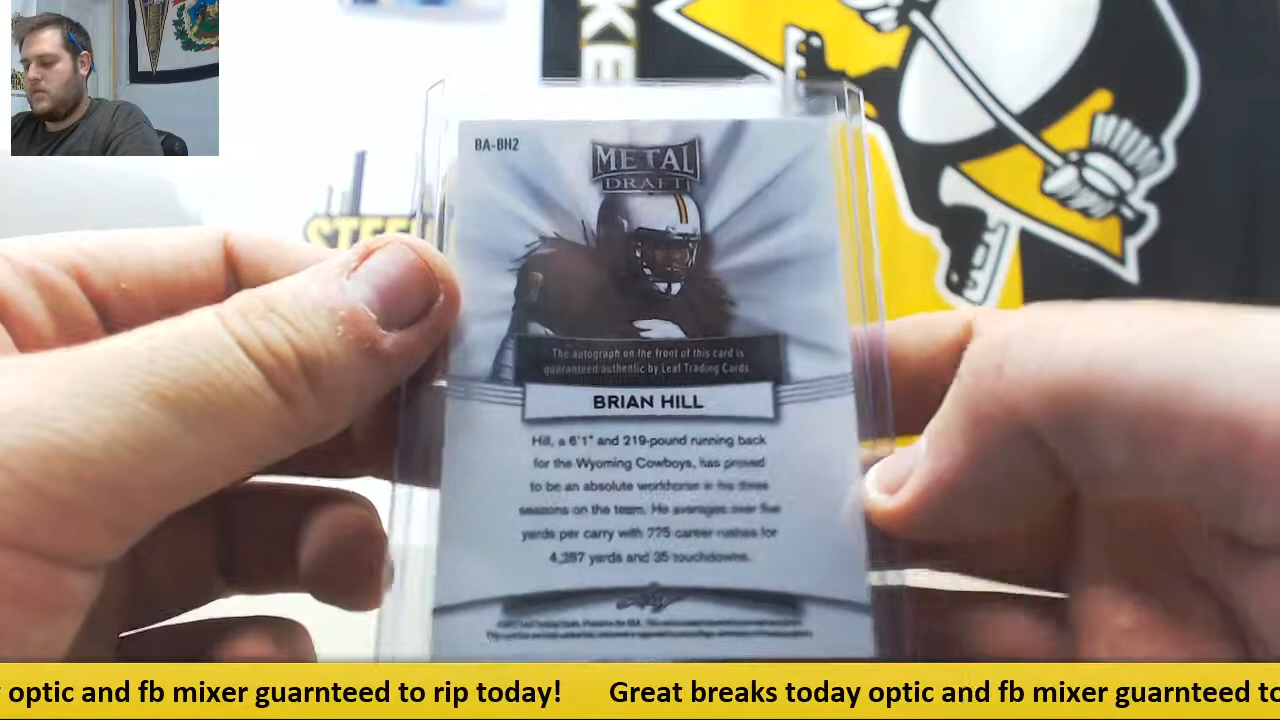 KE
STEE
BA-BH2
METAL
DRAFT
The autograph on the front of this card is
guaranteed authentic by Leaf Trading Cards.
BRIAN HILL
Hill, a 6'1" and 219-pound running back
for the Wyoming Cowboys, has proved
to be an absolute workhorse in his three
seasons on the team. He averages over five
yards per carry with 775 career rushes for
4,287 yards and 35 touchdowns.
optic and fb mixer guarnteed to rip today! Great breaks today optic and fb mixer guarnteed to